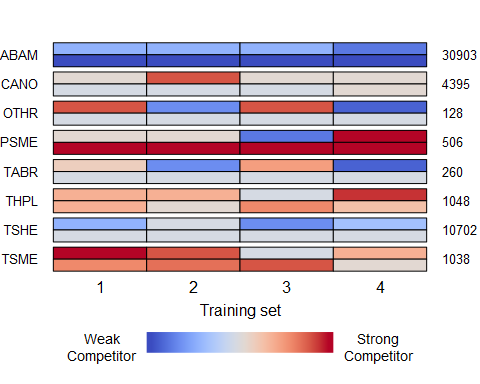 ABAM 30903
CANO 4395
OTHR 128
PSME 506
TABR 260
THPL 1048
TSHE 10702
TSME 1038
1 2 3 4
Training set
Weak Competitor
Strong Competitor